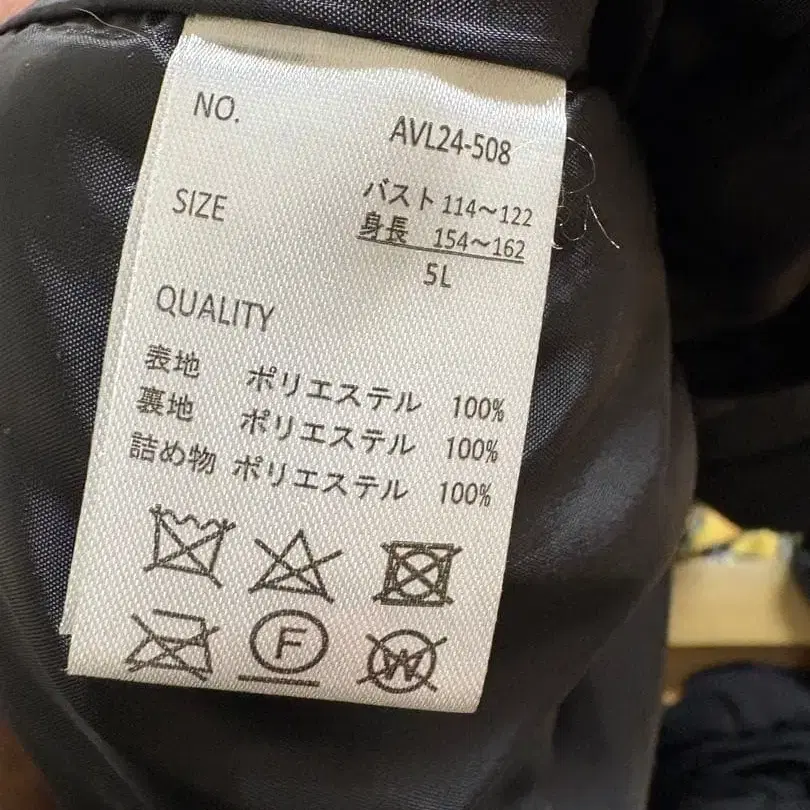 NO. AVL24-508
SIZE バスト 114～122
身長 154～162
5L
QUALITY
表地 ポリエステル 100%
裏地 ポリエステル 100%
詰め物 ポリエステル 100%
F W